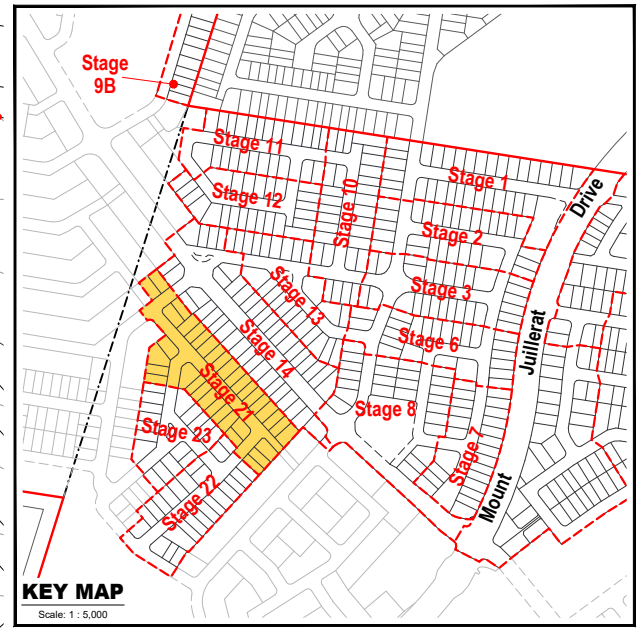 Stage
9B
Stage 11
Stage 1
Stage 12
Stage 10
Drive
Stage 2
Stage 13
Stage 3
Stage 14
Stage 6
Juillerat
Stage 21
Stage 8
Stage 23
Stage 7
Stage 22
Mount
KEY MAP
Scale: 1 : 5,000